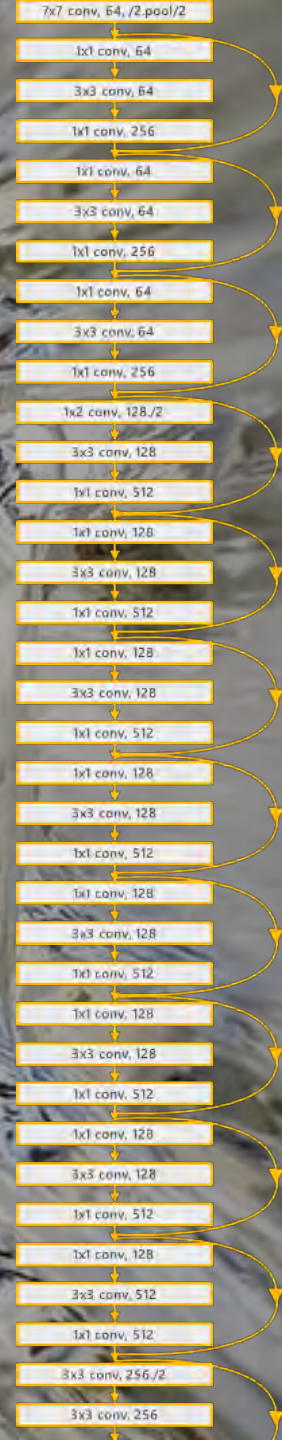 7x7 conv, 64, /2.pool/2
1x1 conv, 64
3x3 conv, 64
1x1 conv, 256
1x1 conv, 64
3x3 conv, 64
1x1 conv, 256
1x1 conv, 64
3x3 conv, 64
1x1 conv, 256
1x2 conv, 128,/2
3x3 conv, 128
1x1 conv, 512
1x1 conv, 128
3x3 conv, 128
1x1 conv, 512
1x1 conv, 128
3x3 conv, 128
1x1 conv, 512
1x1 conv, 128
3x3 conv, 128
1x1 conv, 512
1x1 conv, 128
3x3 conv, 128
1x1 conv, 512
1x1 conv, 128
3x3 conv, 128
1x1 conv, 512
1x1 conv, 128
3x3 conv, 128
1x1 conv, 512
1x1 conv, 128
3x3 conv, 512
1x1 conv, 512
3x3 conv, 256,/2
3x3 conv, 256